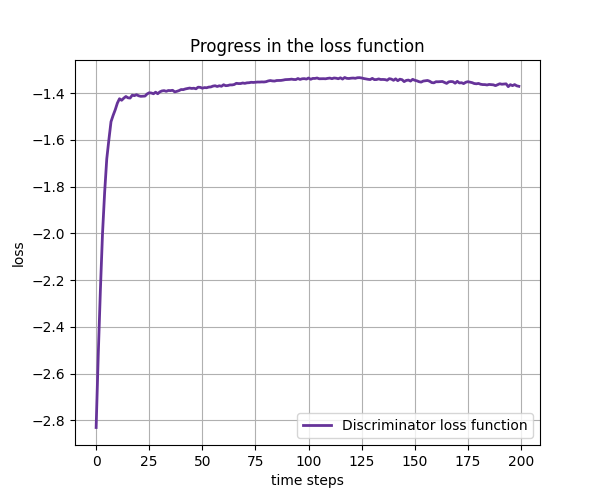 Progress in the loss function
−1.4
−1.6
−1.8
−2.0
−2.2
−2.4
−2.6
−2.8
loss
Discriminator loss function
0 25 50 75 100 125 150 175 200
time steps